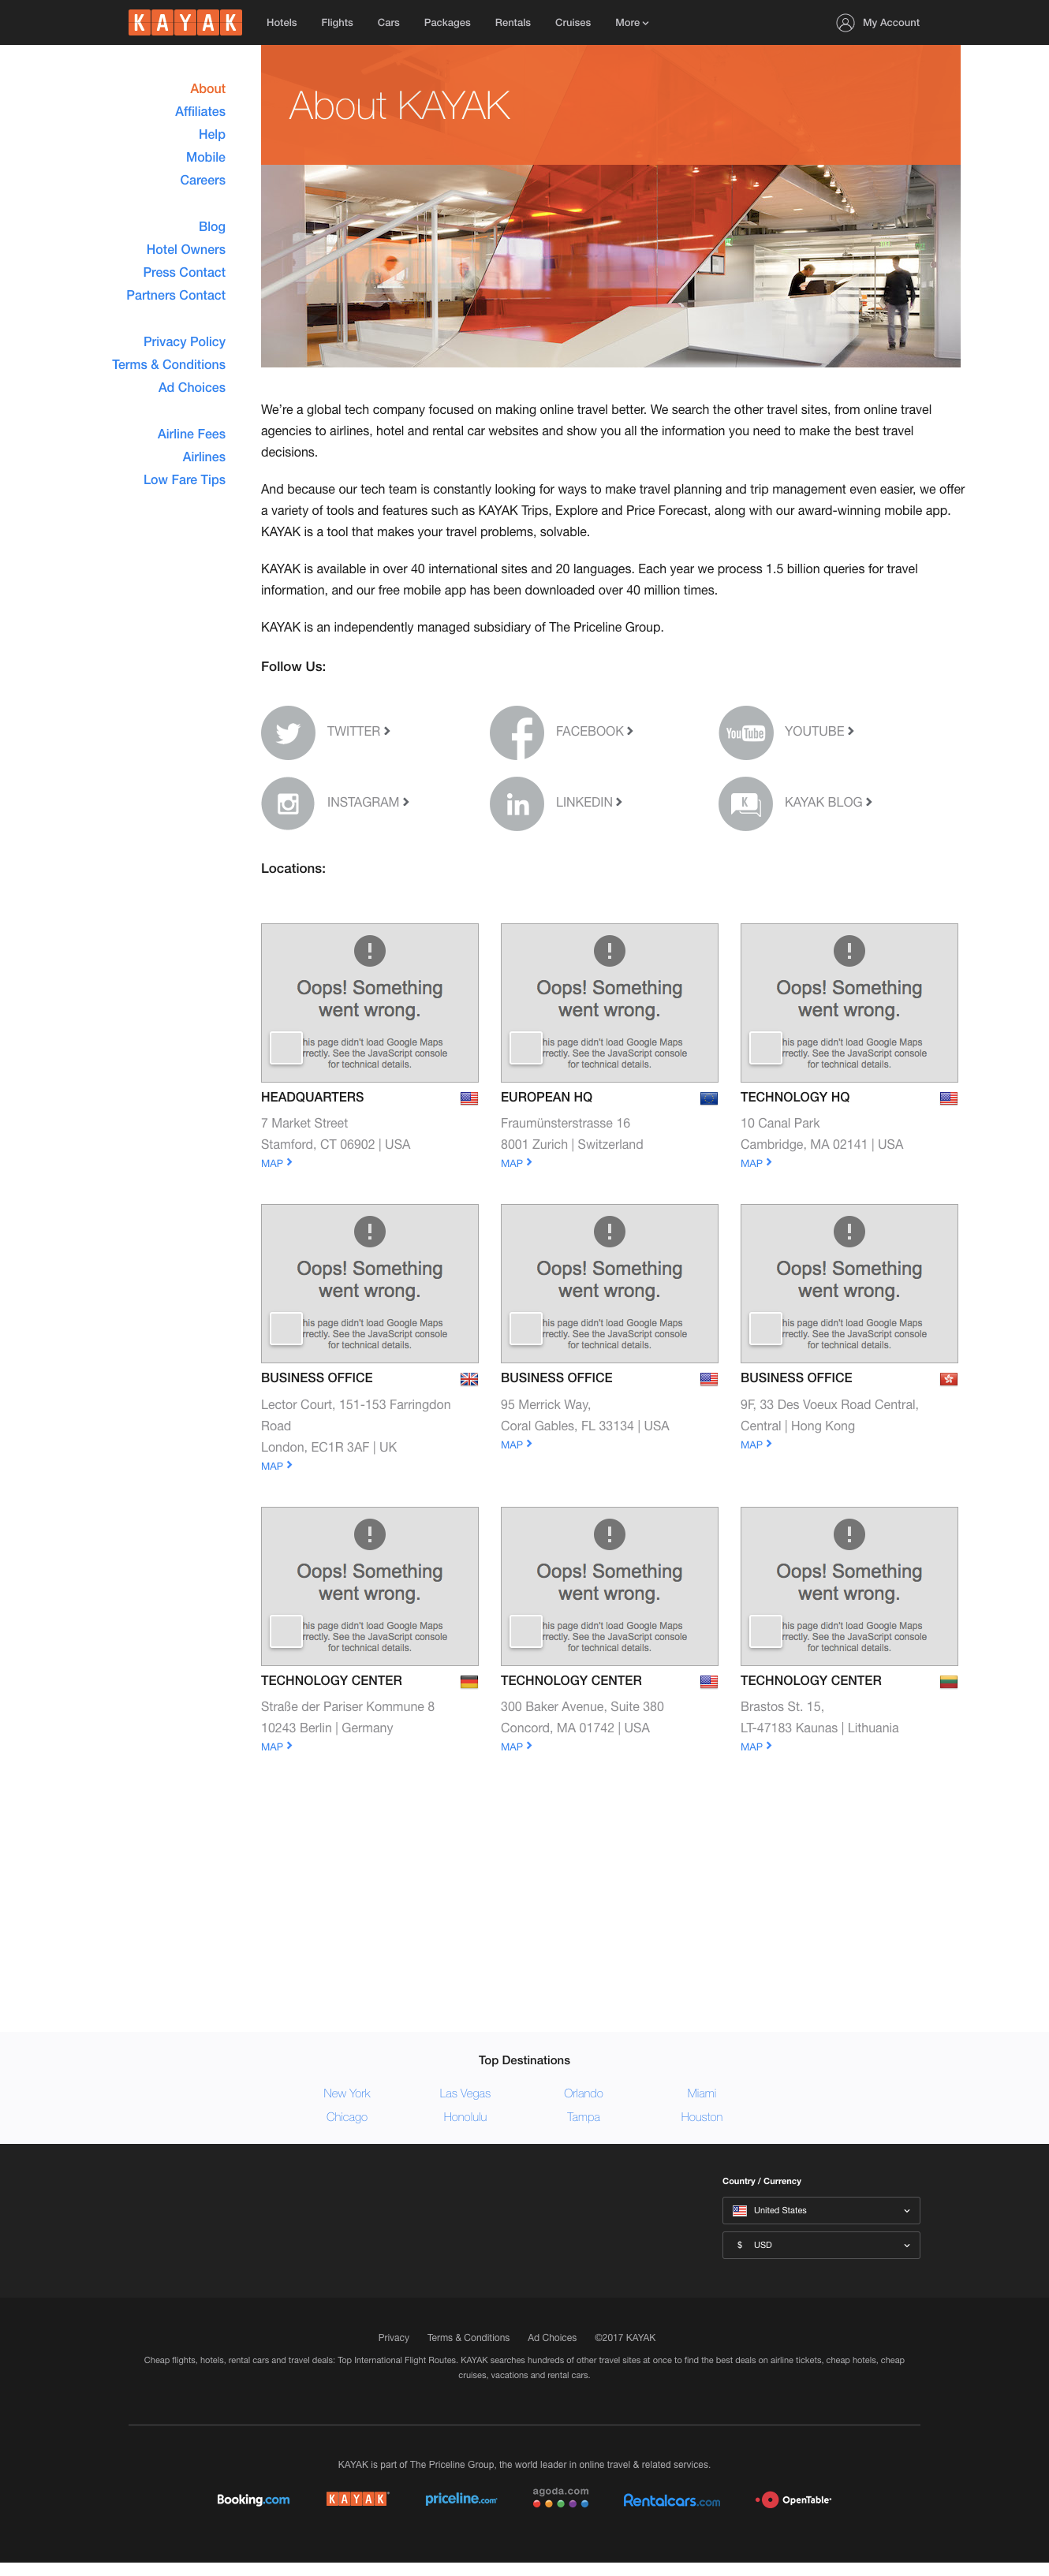 KAYAK
Hotels
Flights
Cars
Packages
Rentals
Cruises
More
My Account
About
Affiliates
Help
Mobile
Careers
Blog
Hotel Owners
Press Contact
Partners Contact
Privacy Policy
Terms & Conditions
Ad Choices
Airline Fees
Airlines
Low Fare Tips
About KAYAK
We're a global tech company focused on making online travel better. We search the other travel sites, from online travel
agencies to airlines, hotel and rental car websites and show you all the information you need to make the best travel
decisions.
And because our tech team is constantly looking for ways to make travel planning and trip management even easier, we offer
a variety of tools and features such as KAYAK Trips, Explore and Price Forecast, along with our award-winning mobile app.
KAYAK is a tool that makes your travel problems, solvable.
KAYAK is available in over 40 international sites and 20 languages. Each year we process 1.5 billion queries for travel
information, and our free mobile app has been downloaded over 40 million times.
KAYAK is an independently managed subsidiary of The Priceline Group.
Follow Us:
TWITTER
FACEBOOK
You Tube
YOUTUBE
INSTAGRAM
in
LINKEDIN
K
KAYAK BLOG
Locations:
Oops! Something
went wrong.
his page didn't load Google Maps
rrectly. See the JavaScript console
for technical details.
HEADQUARTERS
7 Market Street
Stamford, CT 06902 | USA
MAP
Oops! Something
went wrong.
his page didn't load Google Maps
rrectly. See the JavaScript console
for technical details.
EUROPEAN HQ
Fraumünsterstrasse 16
8001 Zurich | Switzerland
MAP
Oops! Something
went wrong.
his page didn't load Google Maps
rrectly. See the JavaScript console
for technical details.
TECHNOLOGY HQ
10 Canal Park
Cambridge, MA 02141 | USA
MAP
Oops! Something
went wrong.
his page didn't load Google Maps
rrectly. See the JavaScript console
for technical details.
BUSINESS OFFICE
Lector Court, 151-153 Farringdon
Road
London, EC1R 3AF | UK
MAP
Oops! Something
went wrong.
his page didn't load Google Maps
rrectly. See the JavaScript console
for technical details.
BUSINESS OFFICE
95 Merrick Way,
Coral Gables, FL 33134 | USA
MAP
Oops! Something
went wrong.
his page didn't load Google Maps
rrectly. See the JavaScript console
for technical details.
BUSINESS OFFICE
9F, 33 Des Voeux Road Central,
Central | Hong Kong
MAP
Oops! Something
went wrong.
his page didn't load Google Maps
rrectly. See the JavaScript console
for technical details.
TECHNOLOGY CENTER
Straße der Pariser Kommune 8
10243 Berlin | Germany
MAP
Oops! Something
went wrong.
his page didn't load Google Maps
rrectly. See the JavaScript console
for technical details.
TECHNOLOGY CENTER
300 Baker Avenue, Suite 380
Concord, MA 01742 | USA
MAP
Oops! Something
went wrong.
his page didn't load Google Maps
rrectly. See the JavaScript console
for technical details.
TECHNOLOGY CENTER
Brastos St. 15,
LT-47183 Kaunas | Lithuania
MAP
Top Destinations
New York
Las Vegas
Orlando
Miami
Chicago
Honolulu
Tampa
Houston
Country / Currency
United States
$ USD
Privacy
Terms & Conditions
Ad Choices
©2017 KAYAK
Cheap flights, hotels, rental cars and travel deals: Top International Flight Routes. KAYAK searches hundreds of other travel sites at once to find the best deals on airline tickets, cheap hotels, cheap
cruises, vacations and rental cars.
KAYAK is part of The Priceline Group, the world leader in online travel & related services.
Booking.com
KAYAK
priceline.com
agoda.com
Rentalcars.com
OpenTable